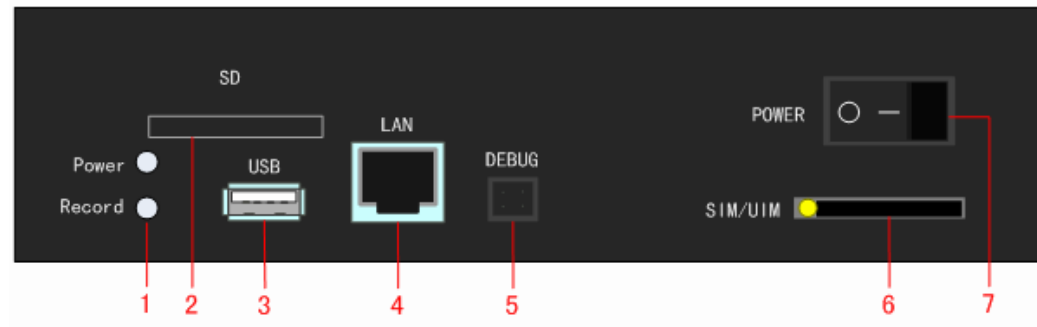 SD
LAN
POWER
Power
USB
DEBUG
Record
SIM/UIM
1 2 3 4 5 6 7